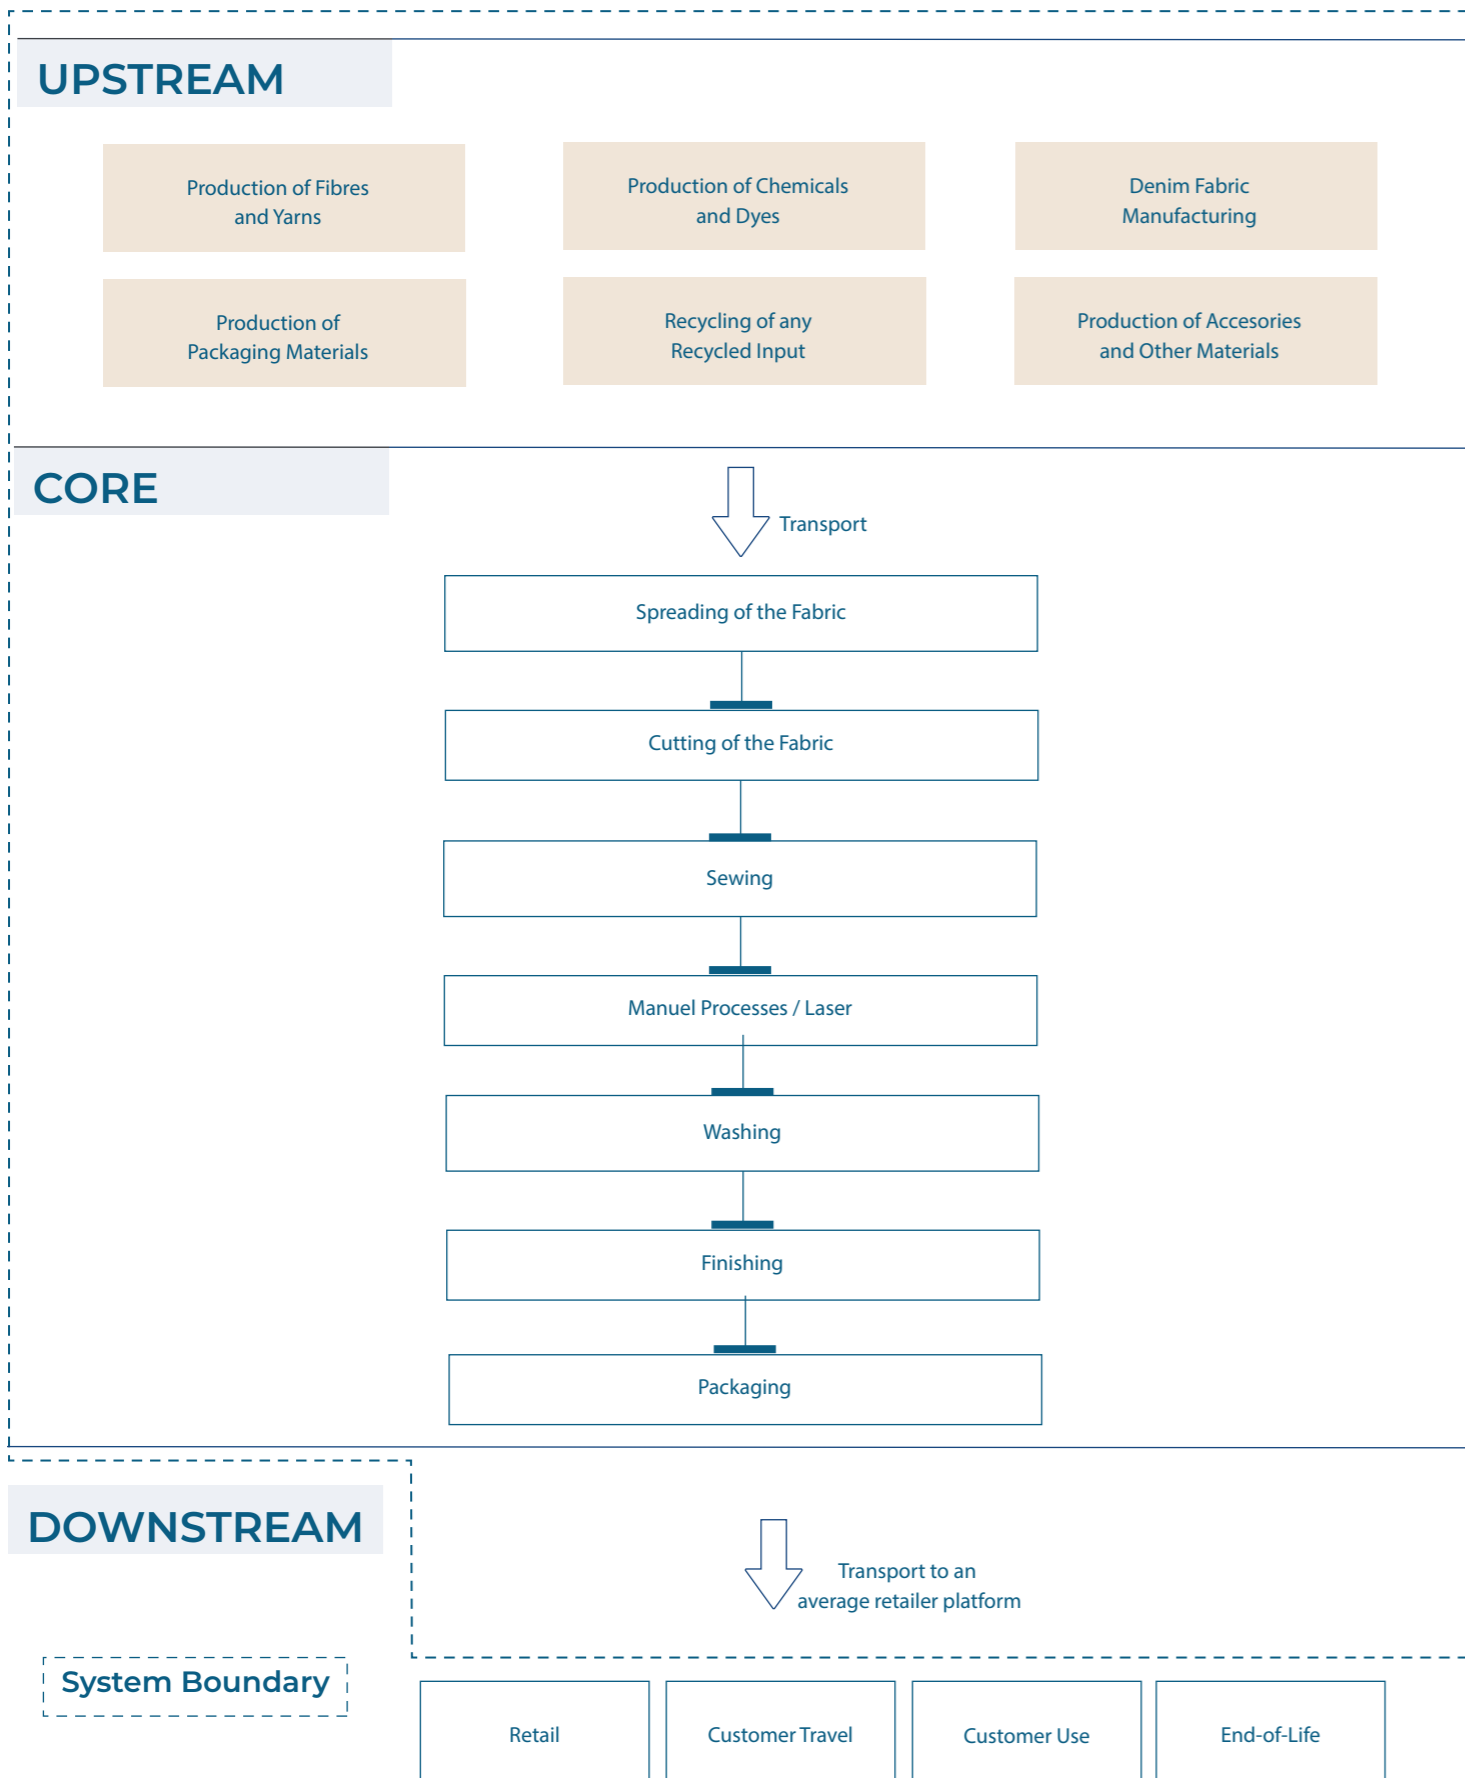 UPSTREAM
Production of Fibres
and Yarns
Production of Chemicals
and Dyes
Denim Fabric
Manufacturing
Production of
Packaging Materials
Recycling of any
Recycled Input
Production of Accesories
and Other Materials
CORE
Transport
Spreading of the Fabric
Cutting of the Fabric
Sewing
Manuel Processes / Laser
Washing
Finishing
Packaging
DOWNSTREAM
Transport to an
average retailer platform
System Boundary
Retail
Customer Travel
Customer Use
End-of-Life